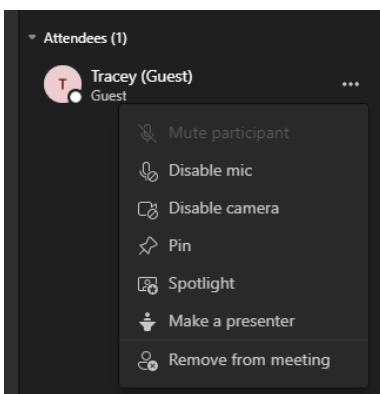 Attendees (1)
T
Tracey (Guest)
Guest
Mute participant
Disable mic
Disable camera
Pin
Spotlight
Make a presenter
Remove from meeting